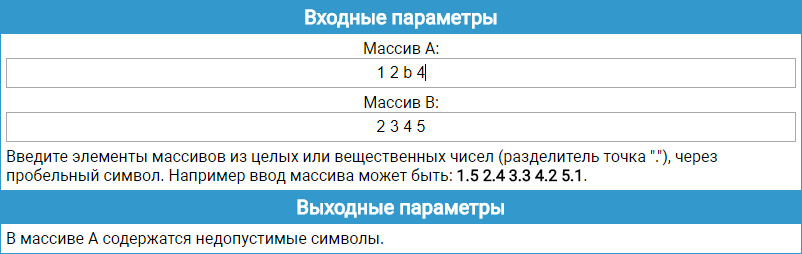 Входные параметры
Массив A:
1 2 b 4
Массив B:
2 3 4 5
Введите элементы массивов из целых или вещественных чисел (разделитель точка "."), через
пробельный символ. Например ввод массива может быть: 1.5 2.4 3.3 4.2 5.1.
Выходные параметры
В массиве A содержатся недопустимые символы.